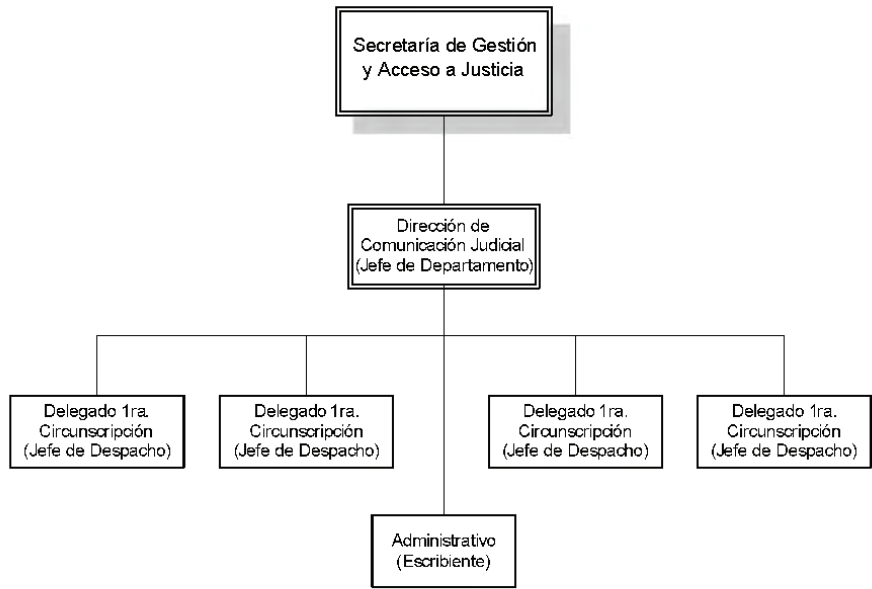 Secretaría de Gestión
y Acceso a Justicia
Dirección de
Comunicación Judicial
(Jefe de Departamento)
Delegado 1ra.
Circunscripción
(Jefe de Despacho)
Delegado 1ra.
Circunscripción
(Jefe de Despacho)
Delegado 1ra.
Circunscripción
(Jefe de Despacho)
Delegado 1ra.
Circunscripción
(Jefe de Despacho)
Administrativo
(Escribiente)